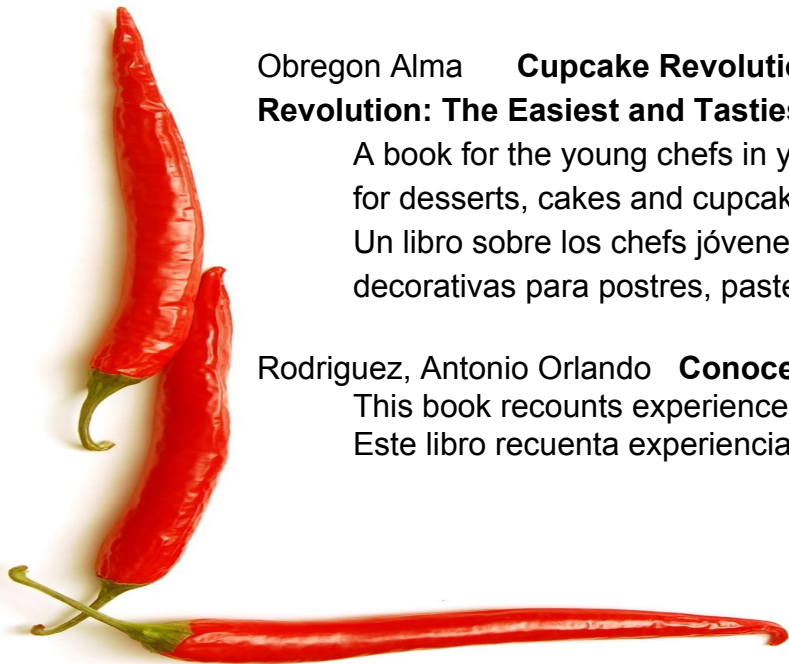 Obregon Alma Cupcake Revolutio
Revolution: The Easiest and Tasties
A book for the young chefs in y
for desserts, cakes and cupcak
Un libro sobre los chefs jóvene
decorativas para postres, paste
Rodriguez, Antonio Orlando Conoce
This book recounts experience
Este libro recuenta experiencia